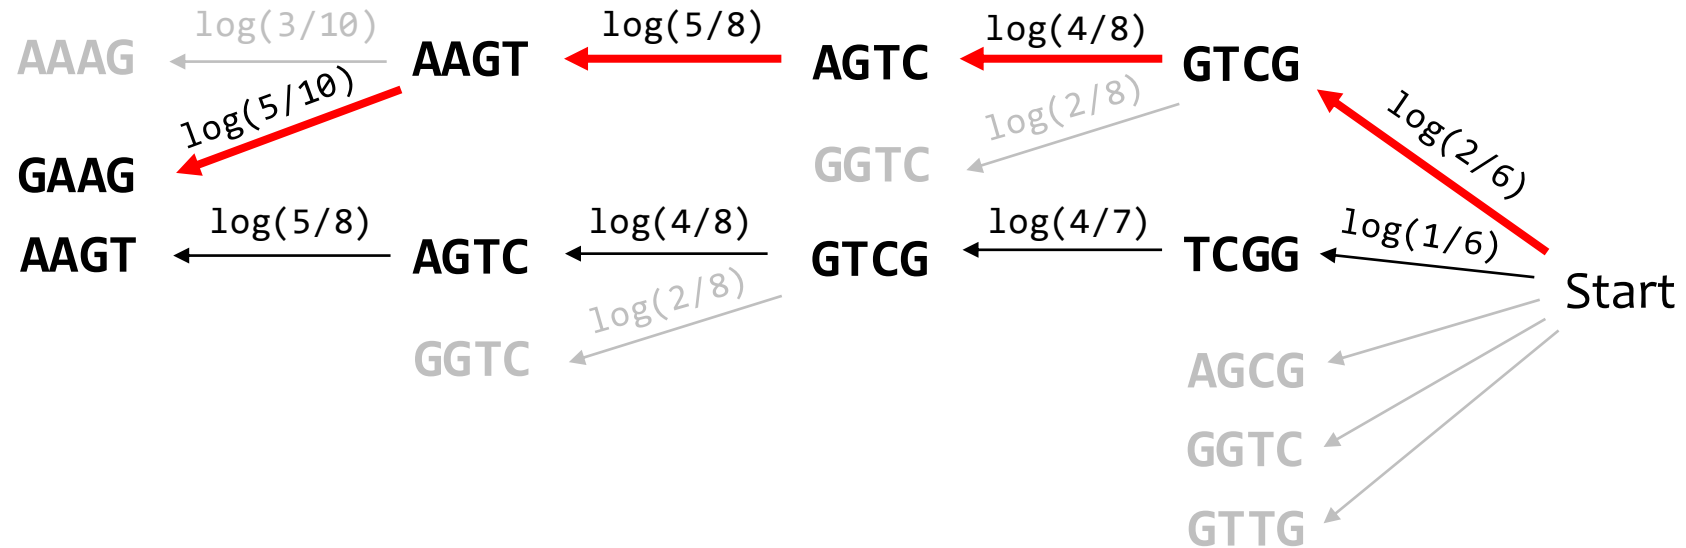 log(3/10) log(5/8) log(4/8)
AAAG AAGT AGTC GTCG
log(5/10) log(2/8) log(2/6)
GAAG GGTC
log(5/8) log(4/8) log(4/7) log(1/6)
AAGT AGTC GTCG TCGG
Start
log(2/8)
GGTC AGCG
GGTC
GTTG